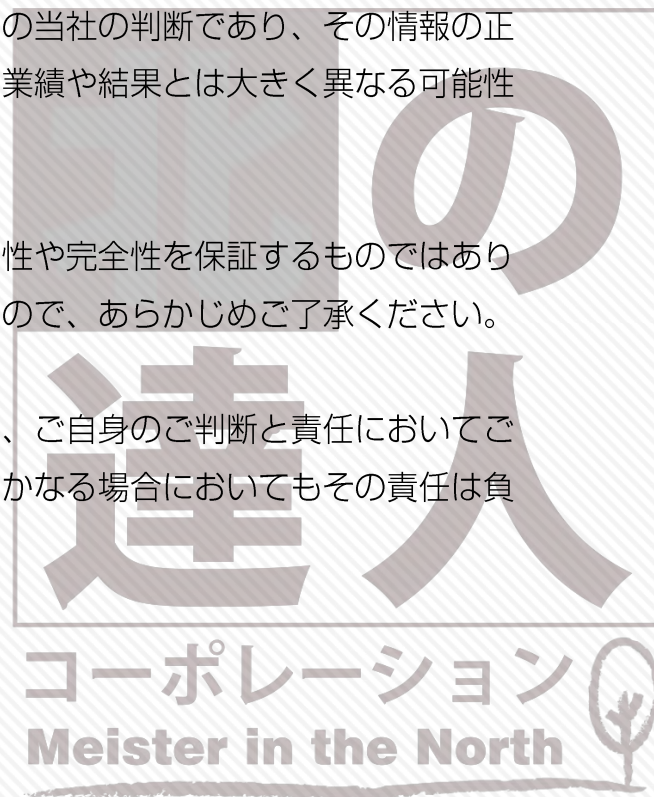 の当社の判断であり、その情報の正
業績や結果とは大きく異なる可能性
性や完全性を保証するものではあり
ので、あらかじめご了承ください。
、ご自身のご判断と責任においてご
かなる場合においてもその責任は負
北の
達人
コーポレーション
Meister in the North